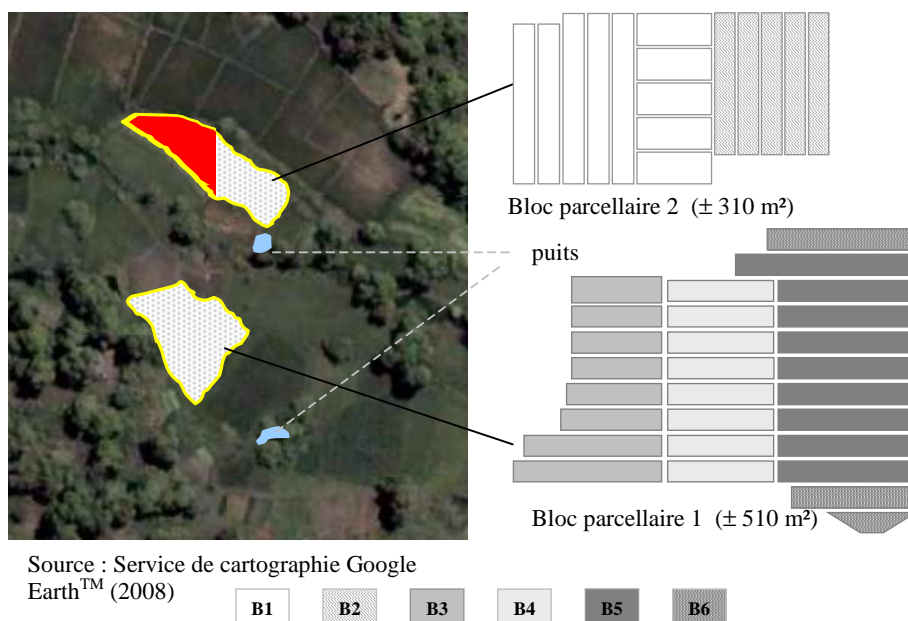 Bloc parcellaire 2 (± 310 m²)
puits
Bloc parcellaire 1 (± 510 m²)
Source : Service de cartographie Google
Earth™ (2008)
B1 B2 B3 B4 B5 B6